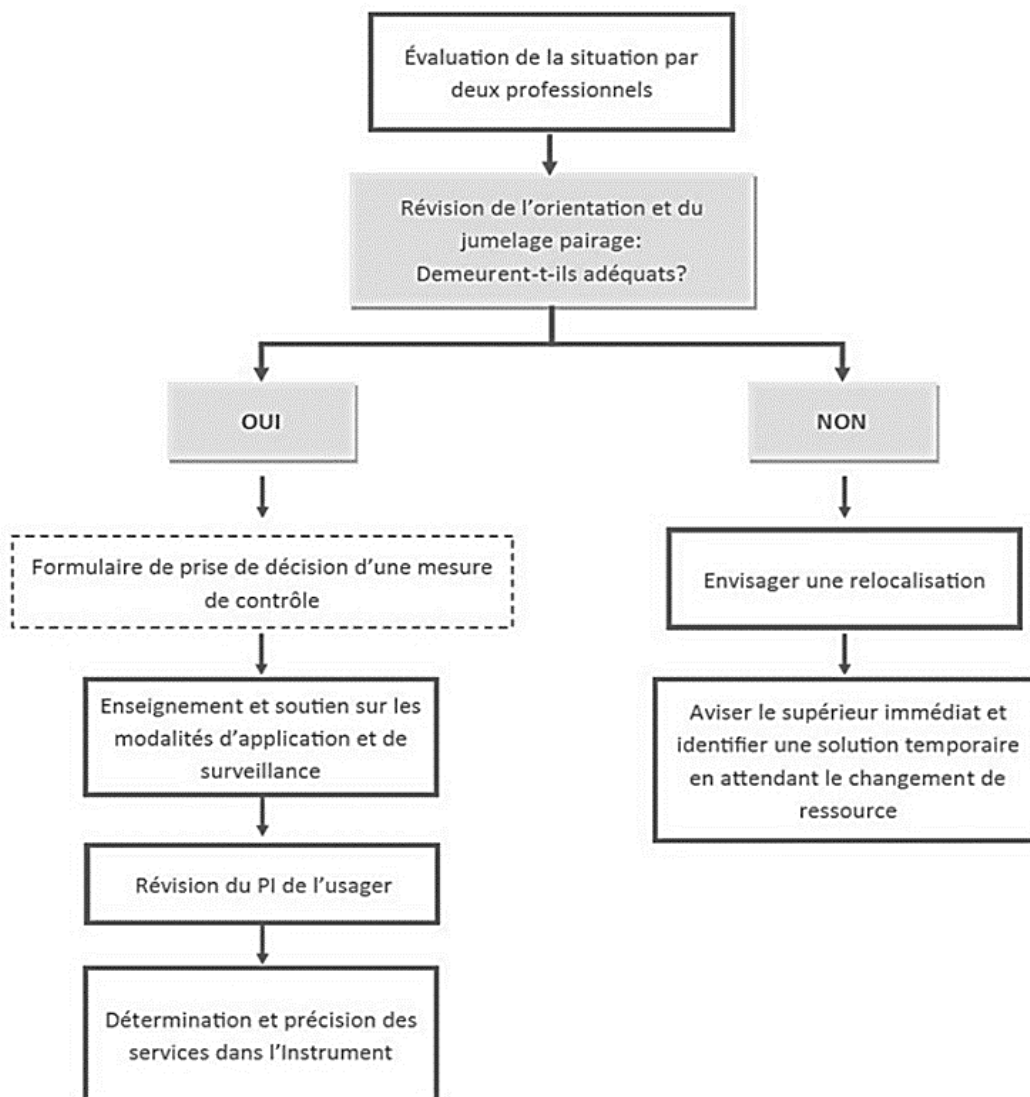 Évaluation de la situation par
deux professionnels
Révision de l'orientation et du
jumelage pairage:
Demeurent-t-ils adéquats?
OUI
NON
Formulaire de prise de décision d'une mesure
de contrôle
Envisager une relocalisation
Enseignement et soutien sur les
modalités d'application et de
surveillance
Aviser le supérieur immédiat et
identifier une solution temporaire
en attendant le changement de
ressource
Révision du PI de l'usager
Détermination et précision des
services dans l'Instrument